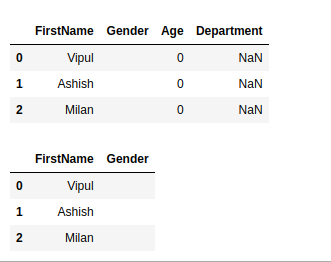 FirstName Gender Age Department
0 Vipul 0 NaN
1 Ashish 0 NaN
2 Milan 0 NaN
FirstName Gender
0 Vipul
1 Ashish
2 Milan